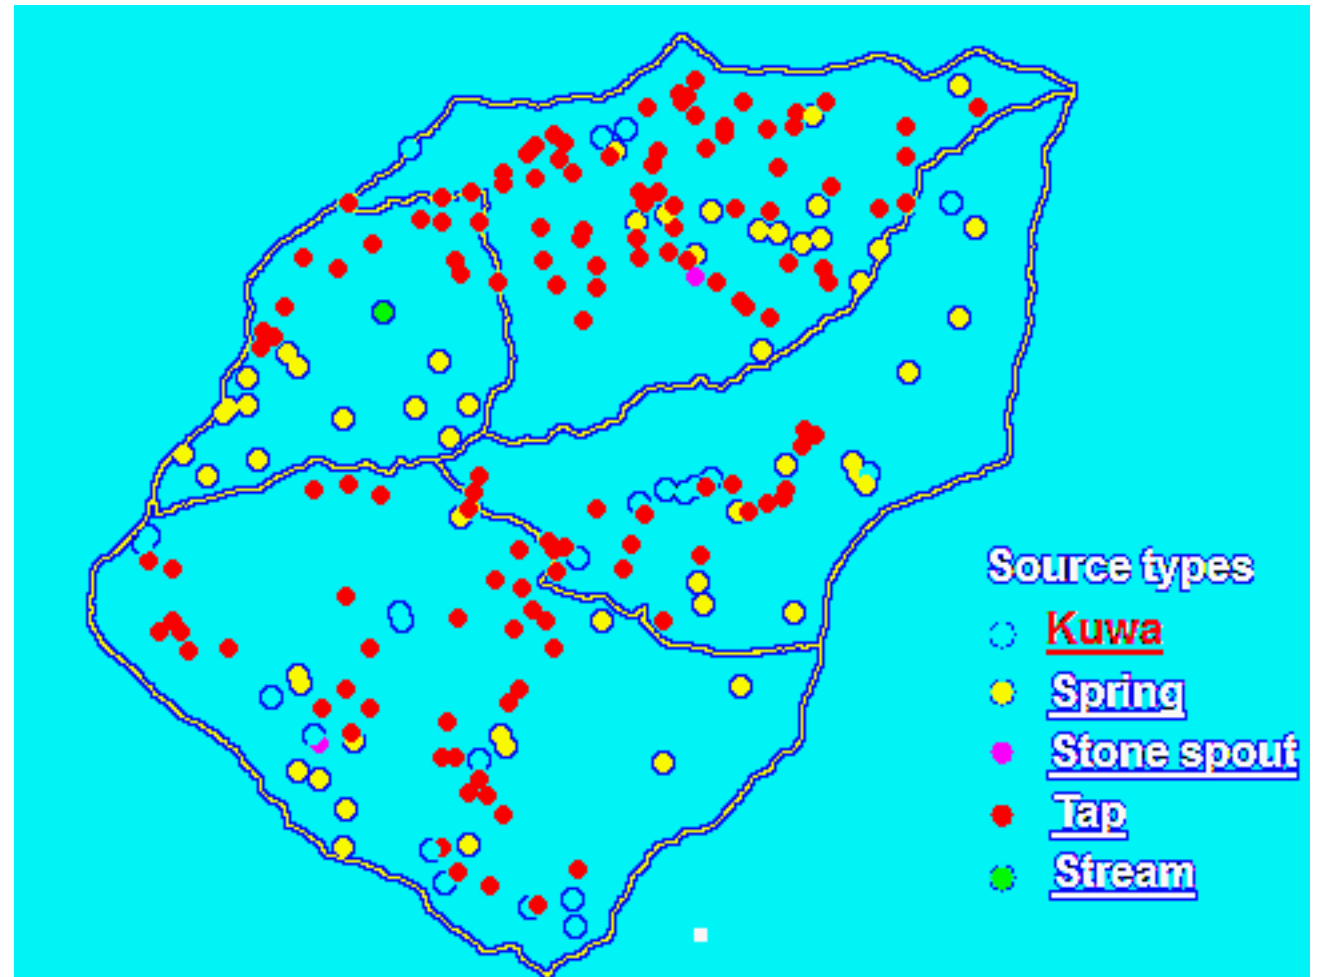 Source types
Kuwa
Spring
Stone spout
Tap
Stream